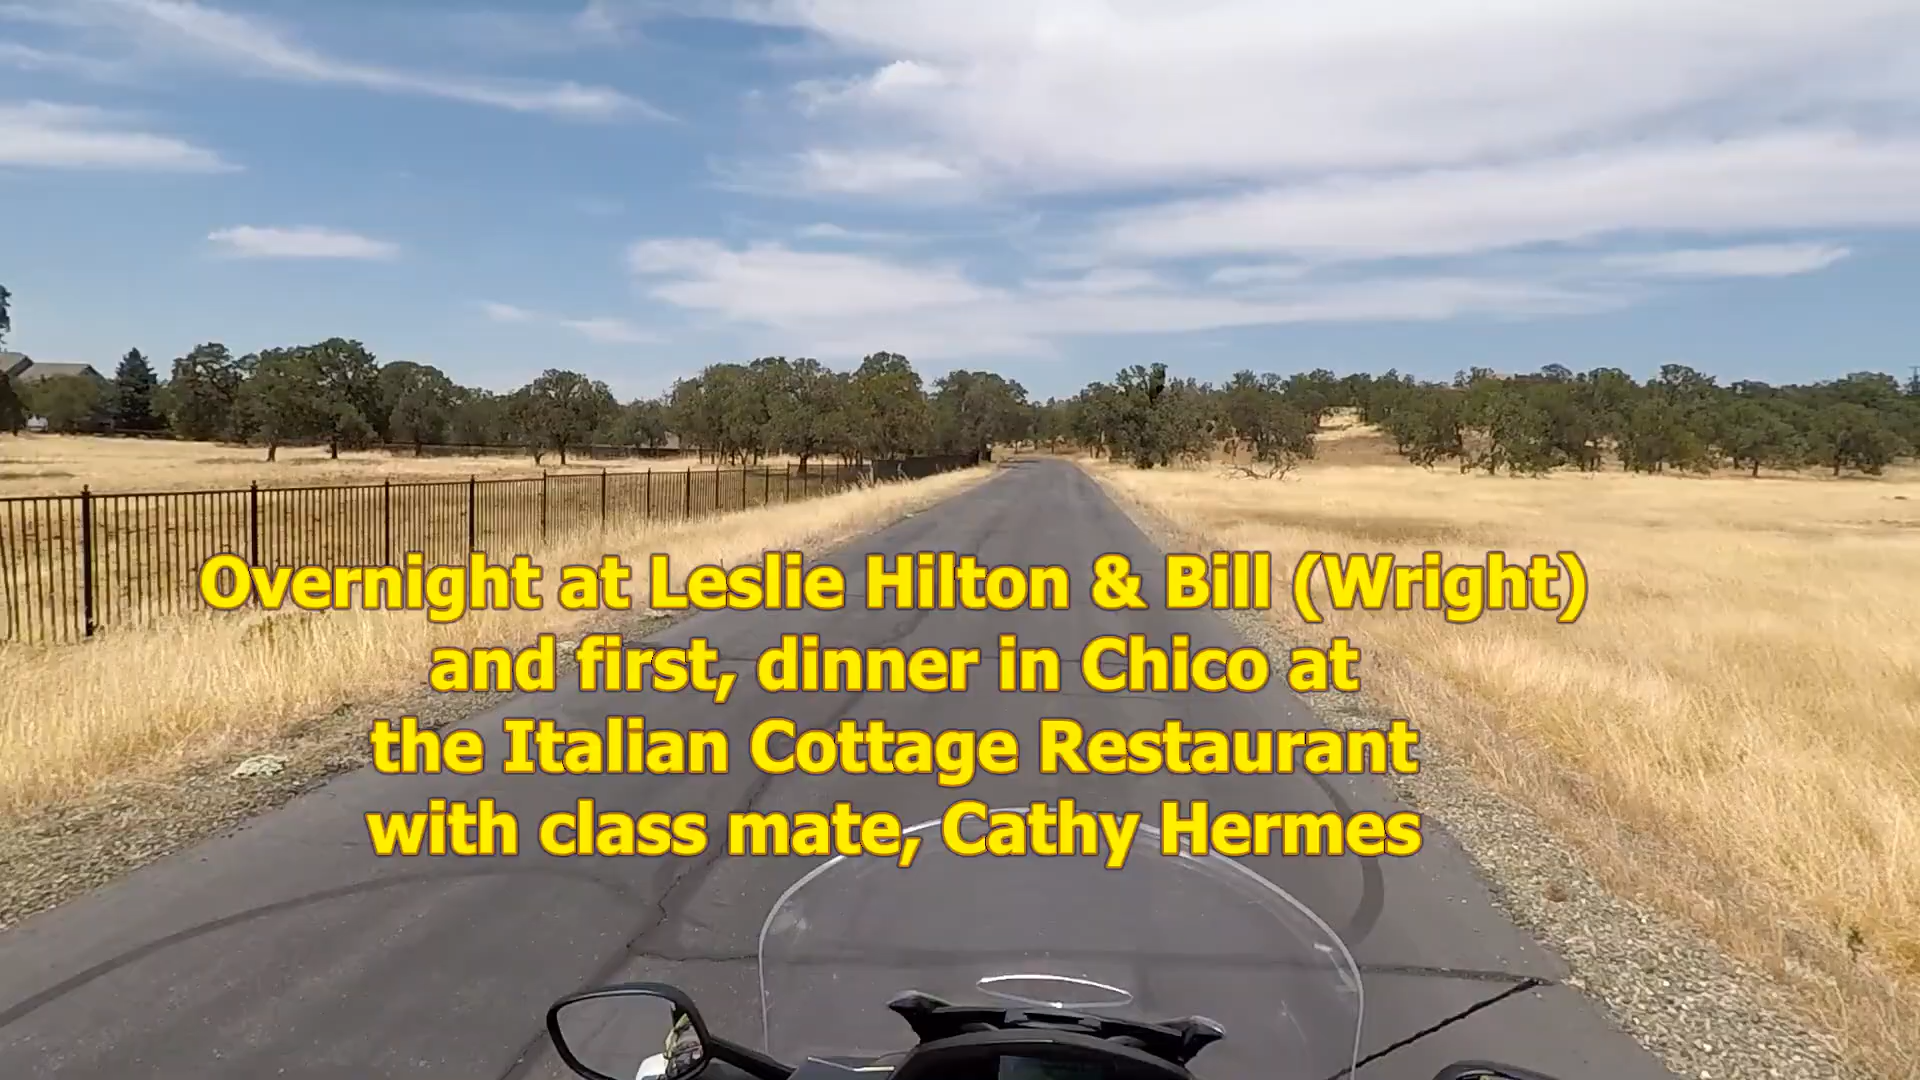 Overnight at Leslie Hilton & Bill (Wright)
and first, dinner in Chico at
the Italian Cottage Restaurant
with class mate, Cathy Hermes